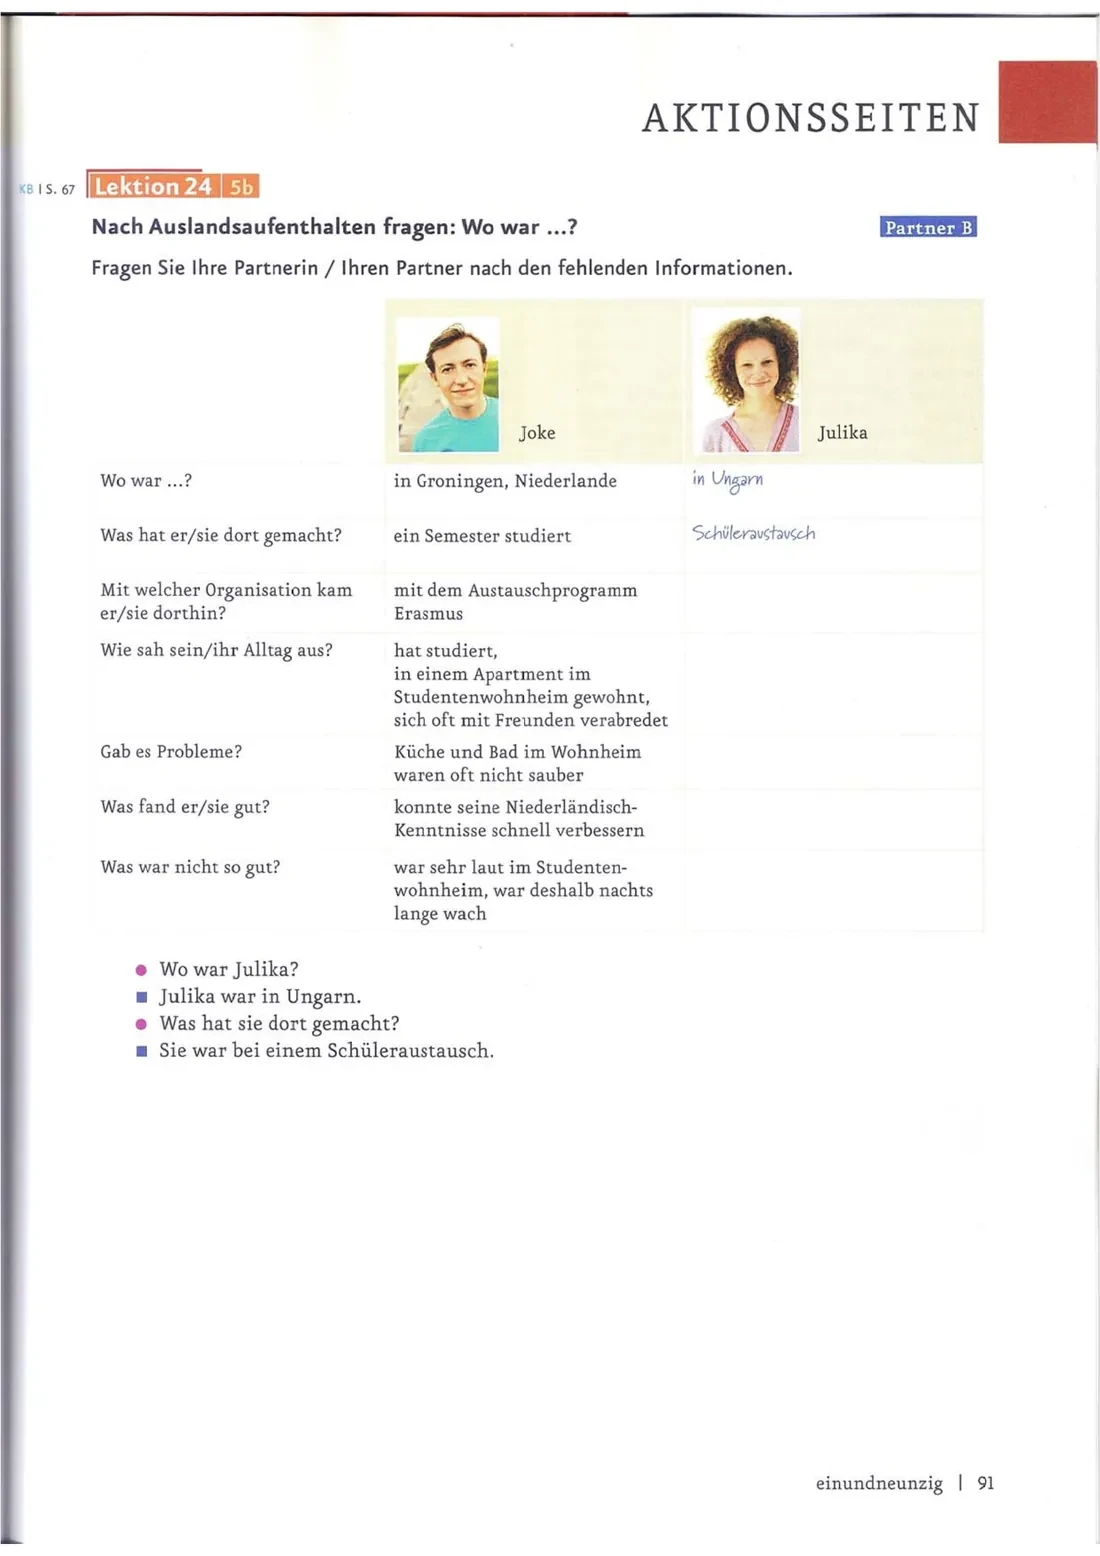 AKTIONSSEITEN
KB | S. 67 Lektion 24 5b
Nach Auslandsaufenthalten fragen: Wo war ...?
Partner B
Fragen Sie Ihre Partnerin / Ihren Partner nach den fehlenden Informationen.
Joke
Julika
Wo war ...?
in Groningen, Niederlande
in Ungarn
Was hat er/sie dort gemacht?
ein Semester studiert
Schüleraustausch
Mit welcher Organisation kam
er/sie dorthin?
mit dem Austauschprogramm
Erasmus
Wie sah sein/ihr Alltag aus?
hat studiert,
in einem Apartment im
Studentenwohnheim gewohnt,
sich oft mit Freunden verabredet
Gab es Probleme?
Küche und Bad im Wohnheim
waren oft nicht sauber
Was fand er/sie gut?
konnte seine Niederländisch-
Kenntnisse schnell verbessern
Was war nicht so gut?
war sehr laut im Studenten-
wohnheim, war deshalb nachts
lange wach
Wo war Julika?
Julika war in Ungarn.
Was hat sie dort gemacht?
Sie war bei einem Schüleraustausch.
einundneunzig | 91